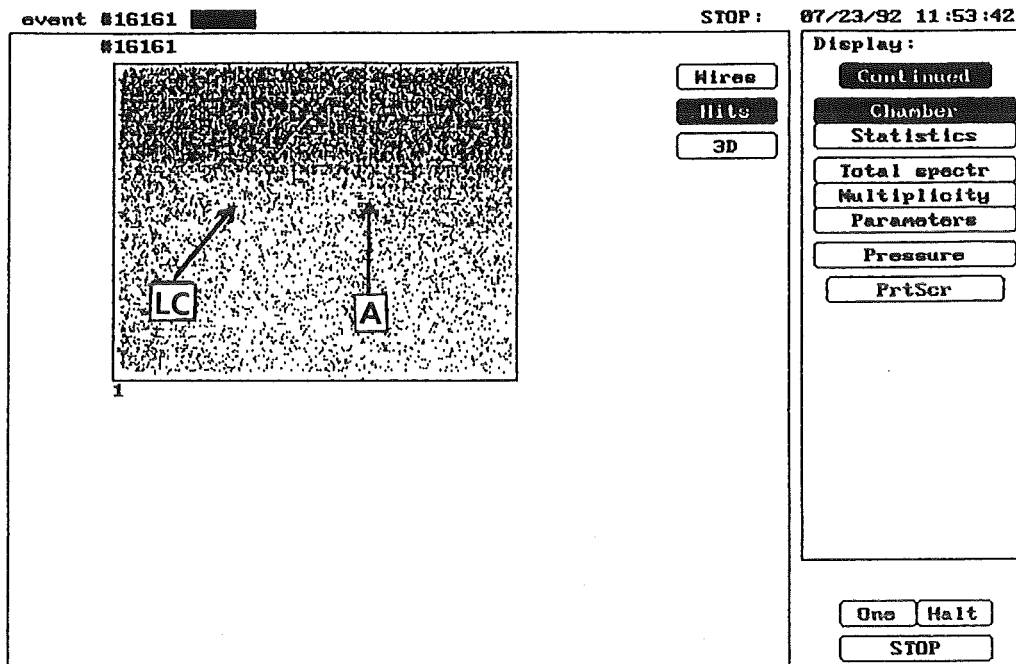 event #16161
STOP: 07/23/92 11:53:42
#16161
LC
A
1
Wires
Hits
3D
Display:
Continued
Chamber
Statistics
Total spectr
Multiplicity
Parameters
Pressure
PrtScr
One
Halt
STOP